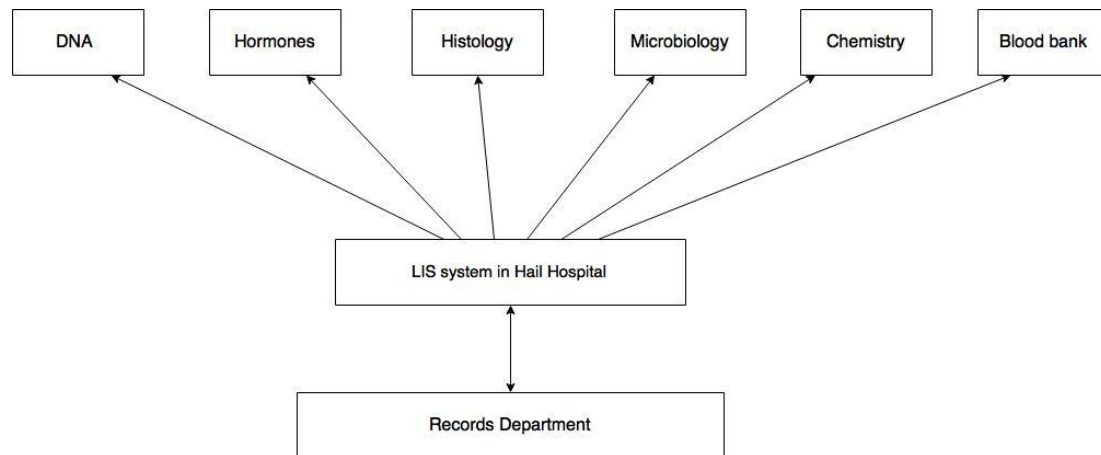 DNA
Hormones
Histology
Microbiology
Chemistry
Blood bank
LIS system in Hail Hospital
Records Department